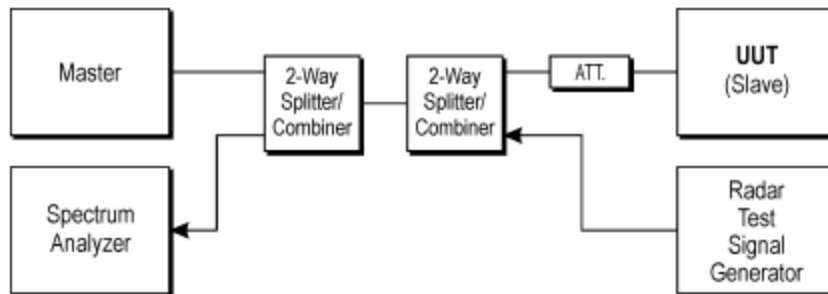 Master
2-Way
Splitter/
Combiner
2-Way
Splitter/
Combiner
ATT.
UUT
(Slave)
Spectrum
Analyzer
Radar
Test
Signal
Generator